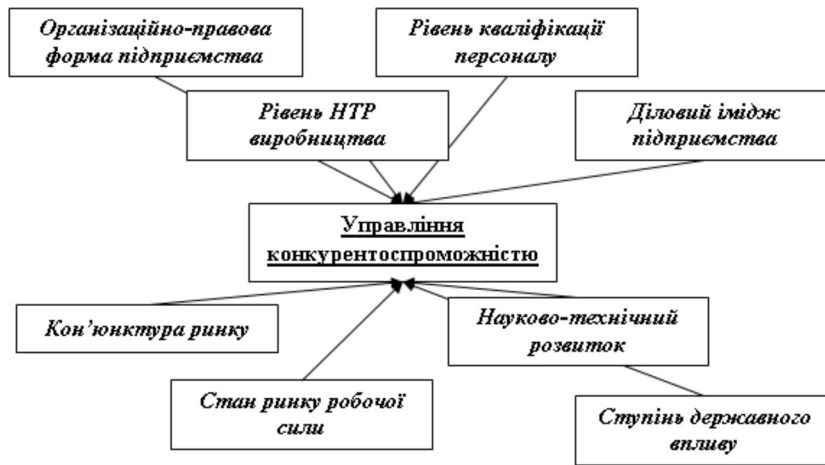 Організаційно-правова
форма підприємства
Рівень кваліфікації
персоналу
Рівень НТР
виробництва
Діловий імідж
підприємства
Управління
конкурентоспроможністю
Кон’юнктура ринку
Науково-технічний
розвиток
Стан ринку робочої
сили
Ступінь державного
впливу